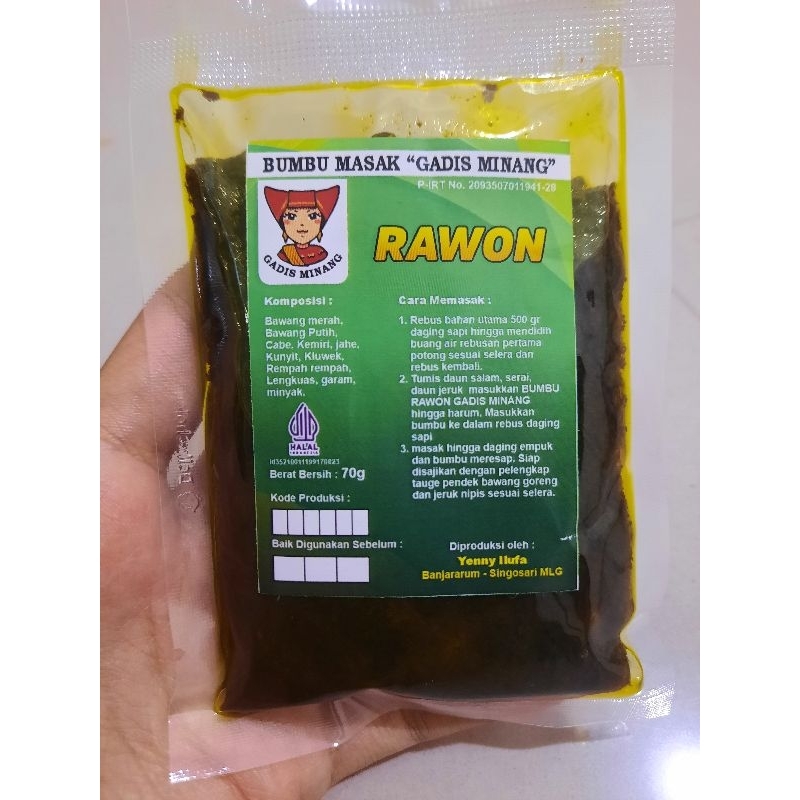 BUMBU MASAK “GADIS MINANG”
P-IRT No. 2093507011941-26
GADIS MINANG
RAWON
Komposisi :
Bawang merah,
Bawang Putih,
Cabe, Kemiri, jahe,
Kunyit, Kluwek,
Rempah rempah,
Lengkuas, garam,
minyak.
HALAL
INDONESIA
Berat Bersih : 70g
Kode Produksi :
Baik Digunakan Sebelum :
Cara Memasak :
1. Rebus bahan utama 500 gr
daging sapi hingga mendidih
buang air rebusan pertama
potong sesuai selera dan
rebus kembali.
2. Tumis daun salam, serai,
daun jeruk masukkan BUMBU
RAWON GADIS MINANG
hingga harum. Masukkan
bumbu ke dalam rebus daging
sapi
3. masak hingga daging empuk
dan bumbu meresap. Siap
disajikan dengan pelengkap
tauge pendek bawang goreng
dan jeruk nipis sesuai selera.
Diproduksi oleh :
Yenny Ilufa
Banjararum - Singosari MLG